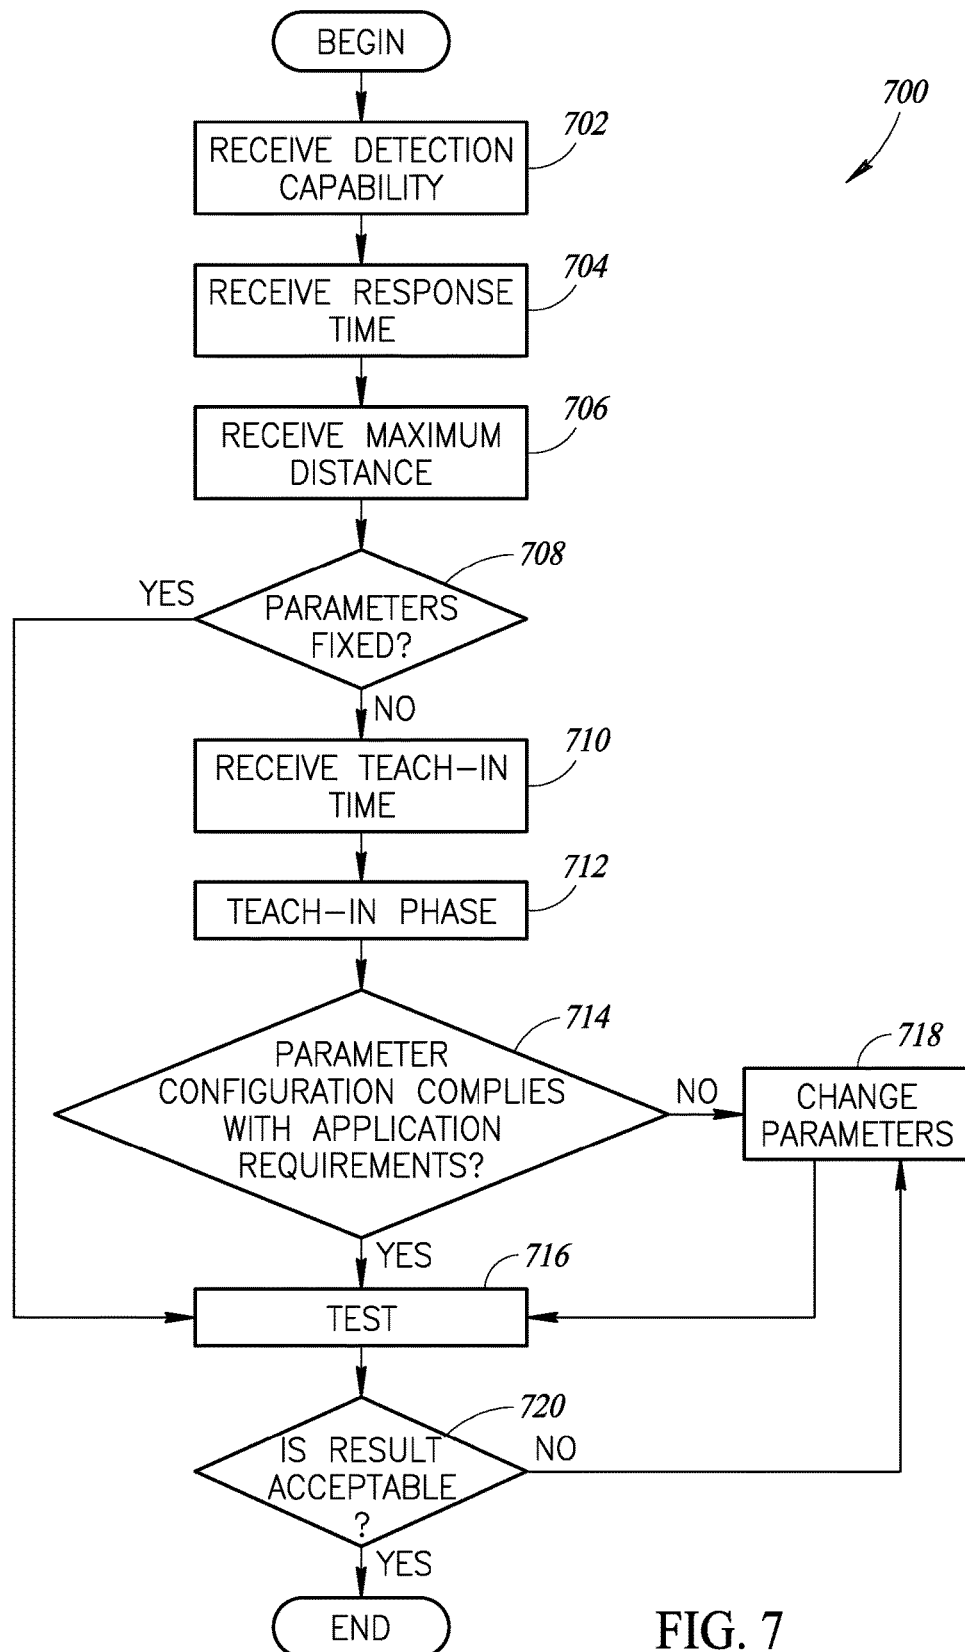 BEGIN
700
702
RECEIVE DETECTION
CAPABILITY
704
RECEIVE RESPONSE
TIME
706
RECEIVE MAXIMUM
DISTANCE
708
YES
PARAMETERS
FIXED?
NO
710
RECEIVE TEACH-IN
TIME
712
TEACH-IN PHASE
714
PARAMETER
CONFIGURATION COMPLIES
WITH APPLICATION
REQUIREMENTS?
NO
718
CHANGE
PARAMETERS
YES
716
TEST
720
IS RESULT
ACCEPTABLE
?
NO
YES
END
FIG. 7